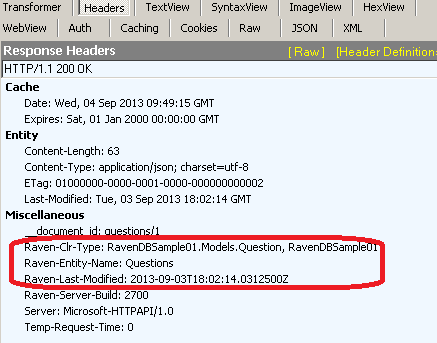 Transformer Headers TextView SyntaxView ImageView HexView
WebView Auth Caching Cookies Raw JSON XML
Response Headers [ Raw ] [Header Definitions
HTTP/1.1 200 OK
Cache
Date: Wed, 04 Sep 2013 09:49:15 GMT
Expires: Sat, 01 Jan 2000 00:00:00 GMT
Entity
Content-Length: 63
Content-Type: application/json; charset=utf-8
ETag: 01000000-0000-0001-0000-000000000002
Last-Modified: Tue, 03 Sep 2013 18:02:14 GMT
Miscellaneous
__document_id: questions/1
Raven-Clr-Type: RavenDBSample01.Models.Question, RavenDBSample01
Raven-Entity-Name: Questions
Raven-Last-Modified: 2013-09-03T18:02:14.0312500Z
Raven-Server-Build: 2700
Server: Microsoft-HTTPAPI/1.0
Temp-Request-Time: 0